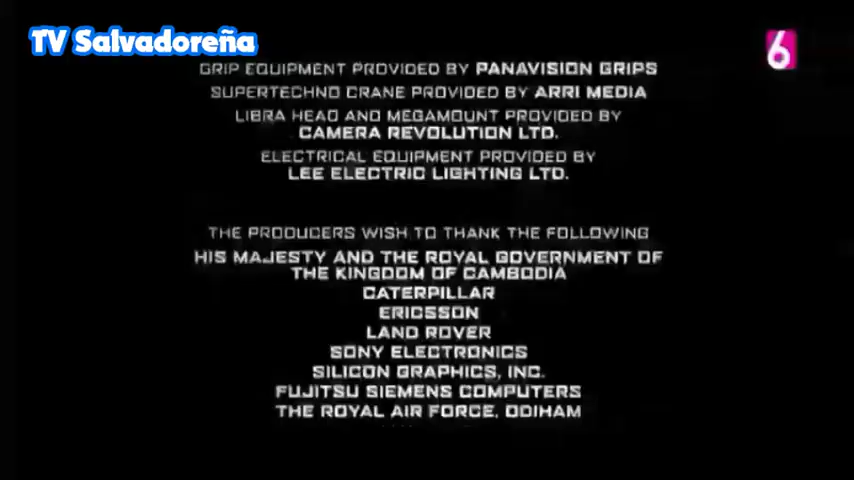 TV Salvadoreña
6
GRIP EQUIPMENT PROVIDED BY PANAVISION GRIPS
SUPERTECHNO CRANE PROVIDED BY ARRI MEDIA
LIBRA HEAD AND MEGAMOUNT PROVIDED BY
CAMERA REVOLUTION LTD.
ELECTRICAL EQUIPMENT PROVIDED BY
LEE ELECTRIC LIGHTING LTD.
THE PRODUCERS WISH TO THANK THE FOLLOWING
HIS MAJESTY AND THE ROYAL GOVERNMENT OF
THE KINGDOM OF CAMBODIA
CATERPILLAR
ERICSSON
LAND ROVER
SONY ELECTRONICS
SILICON GRAPHICS, INC.
FUJITSU SIEMENS COMPUTERS
THE ROYAL AIR FORCE, ODIHAM